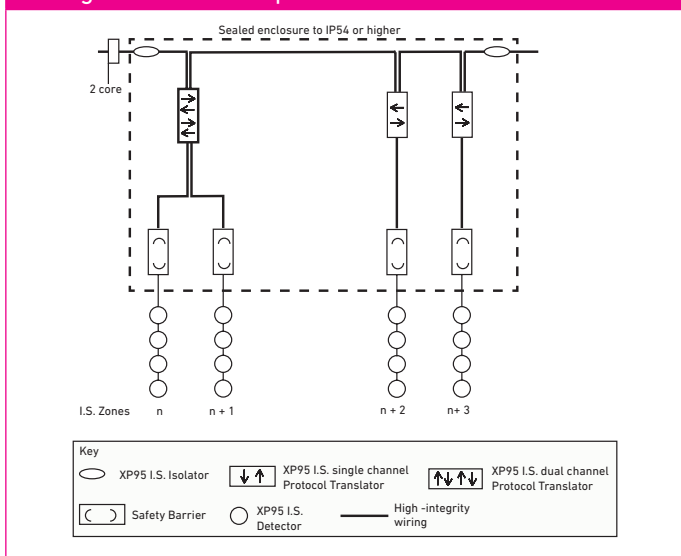 Sealed enclosure to IP54 or higher
2 core
I.S. Zones n n + 1 n + 2 n+ 3
Key
XP95 I.S. Isolator
XP95 I.S. single channel
Protocol Translator
XP95 I.S. dual channel
Protocol Translator
Safety Barrier
XP95 I.S.
Detector
High -integrity
wiring